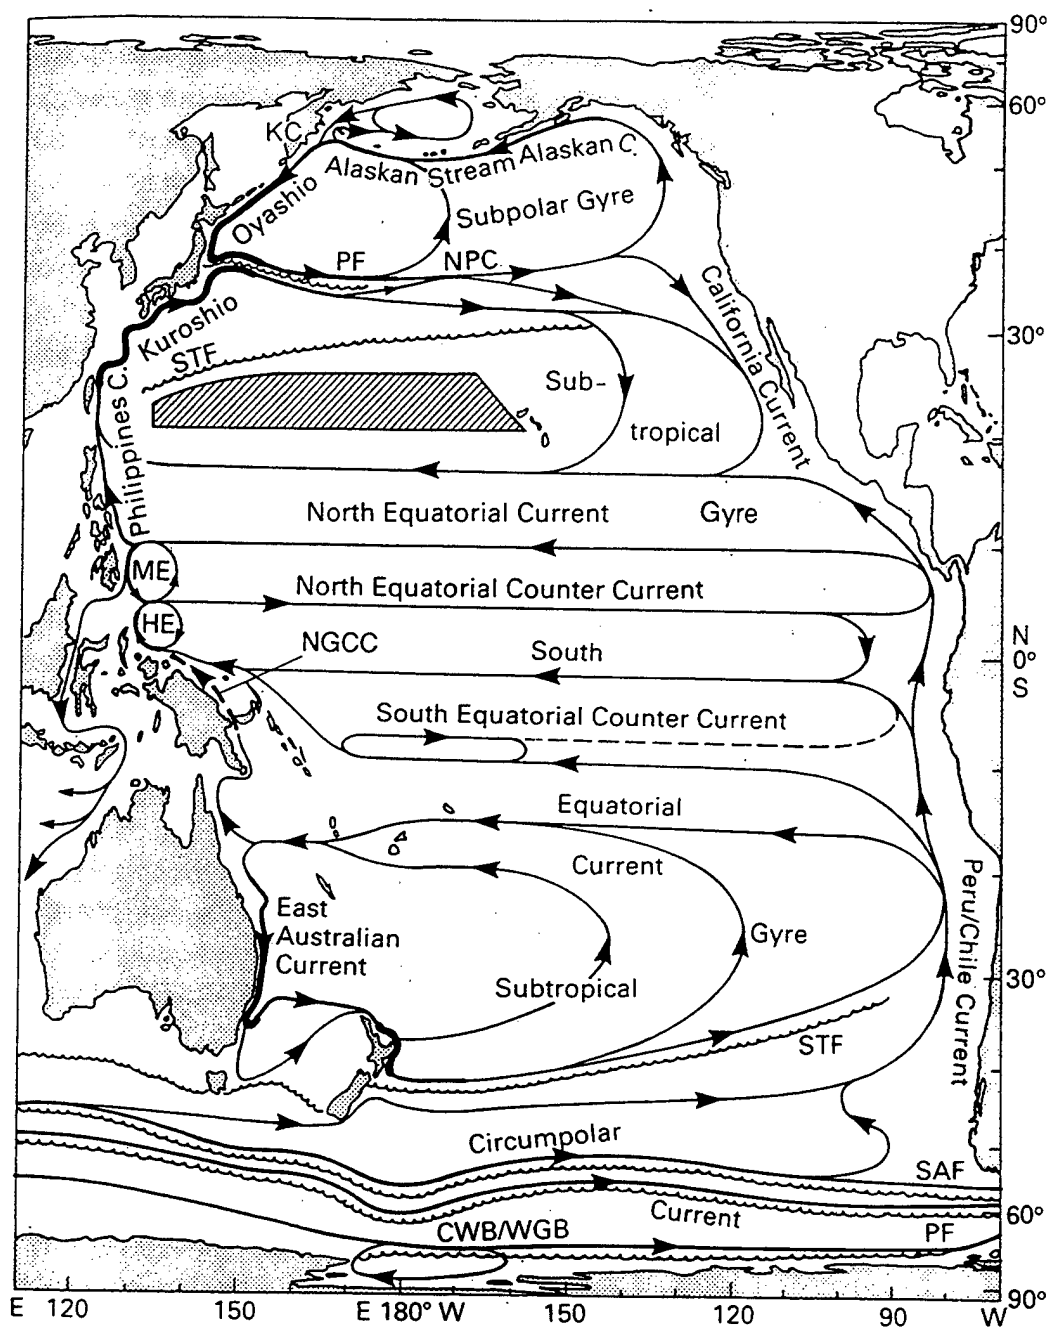 90°
60°
KC
Alaskan Stream
Alaskan C.
Oyashio
Subpolar Gyre
PF
NPC
Kuroshio
STF
California Current
30°
Philippines C.
Sub-
tropical
Gyre
North Equatorial Current
ME
North Equatorial Counter Current
HE
NGCC
South
N
0°
S
South Equatorial Counter Current
Equatorial
Current
East
Australian
Current
Gyre
Subtropical
Peru/Chile Current
30°
STF
Circumpolar
SAF
Current
60°
CWB/WGB
PF
90°
E 120
150
E 180° W
150
120
90
W